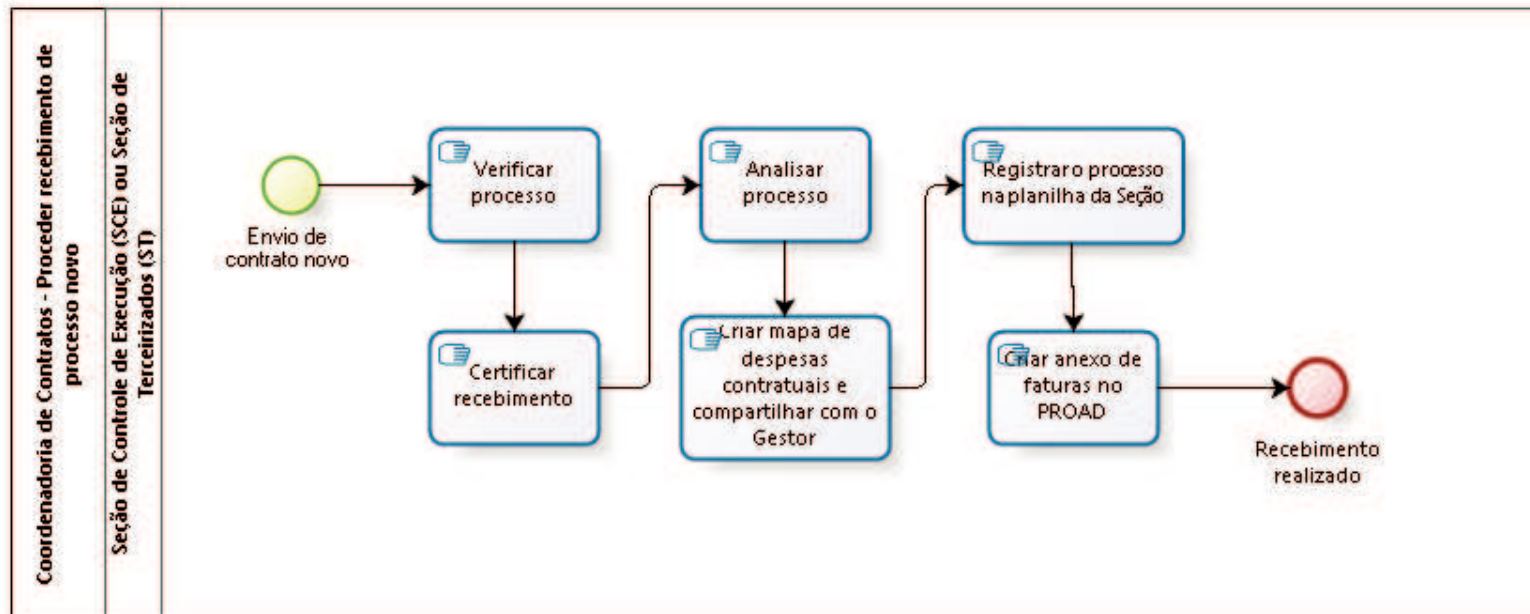 Coordenadoria de Contratos - Proceder recebimento de
processo novo
Seção de Controle de Execução (SCE) ou Seção de
Terceirizados (ST)
Envio de
contrato novo
Verificar
processo
Certificar
recebimento
Analisar
processo
Criar mapa de
despesas
contratuais e
compartilhar com o
Gestor
Registrar o processo
na planilha da Seção
Criar anexo de
faturas no
PROAD
Recebimento
realizado